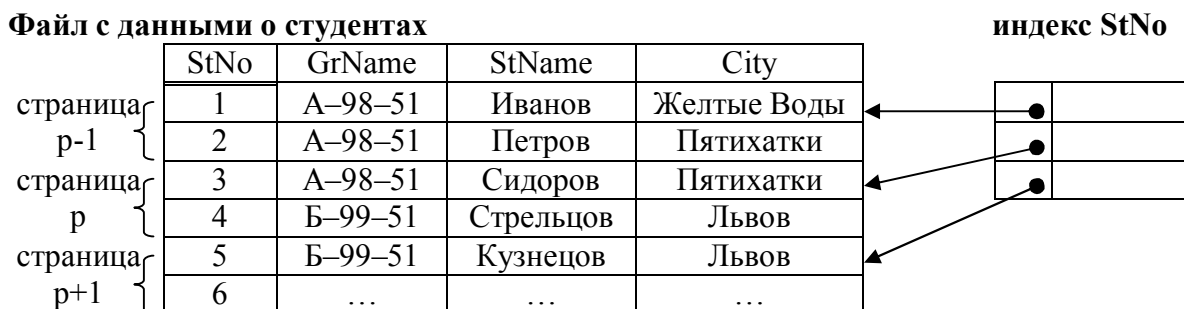 Файл с данными о студентах индекс StNo
StNo GrName StName City
страница p-1 1 А–98–51 Иванов Желтые Воды
2 А–98–51 Петров Пятихатки
страница p 3 А–98–51 Сидоров Пятихатки
4 Б–99–51 Стрельцов Львов
страница p+1 5 Б–99–51 Кузнецов Львов
6 … … …